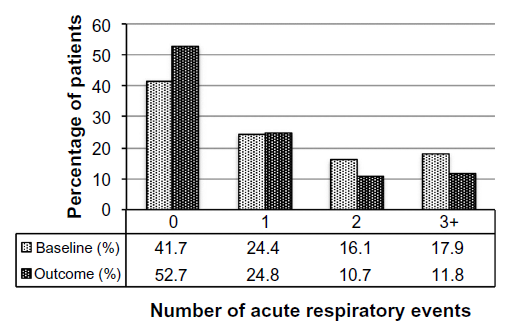 Percentage of patients
60
50
40
30
20
10
0
0 1 2 3+
Baseline (%) 41.7 24.4 16.1 17.9
Outcome (%) 52.7 24.8 10.7 11.8
Number of acute respiratory events